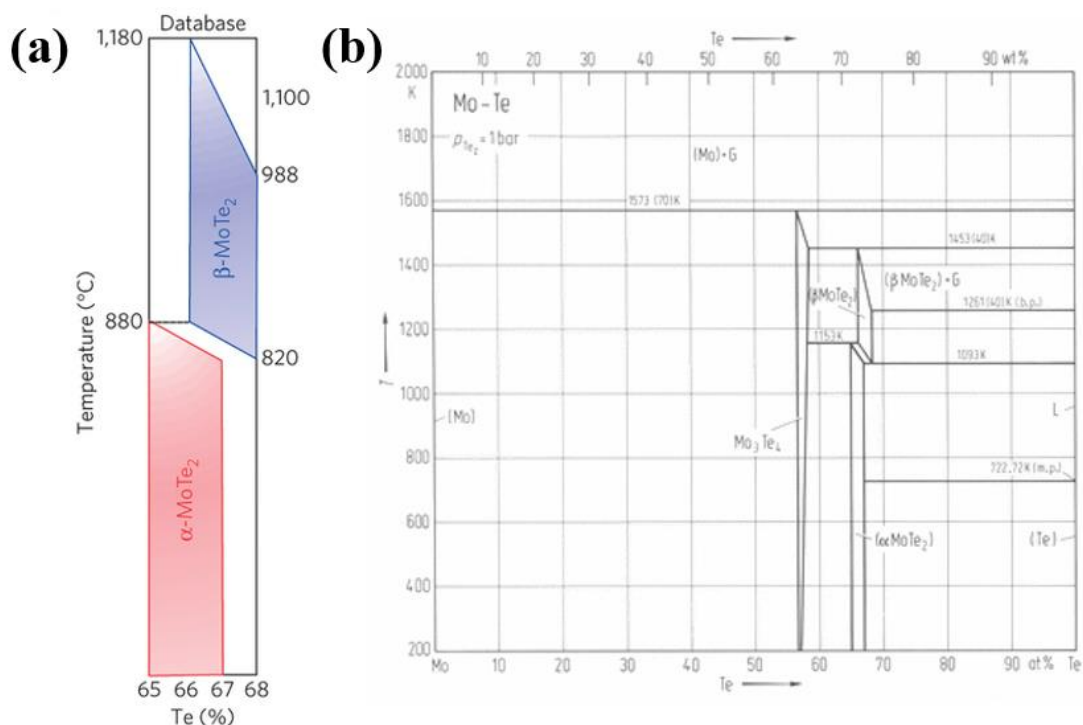 (a)
Database
1,180
1,100
988
880
820
β-MoTe2
α-MoTe2
Temperature (°C)
65 66 67 68
Te (%)
(b)
Te
10 20 30 40 50 60 70 80 90 wt%
2000
K
1800
1600
1400
1200
1000
800
600
400
200
T
Mo-Te
pTe2 = 1 bar
(Mo)+G
1573 (70)K
1453(40)K
(βMoTe2)
(βMoTe2)+G
1261(40)K (b.p.)
1153K
1093K
(Mo)
Mo3Te4
L
722,72K(m.p.)
(αMoTe2)
(Te)
Mo 10 20 30 40 50 60 70 80 90 at% Te
Te